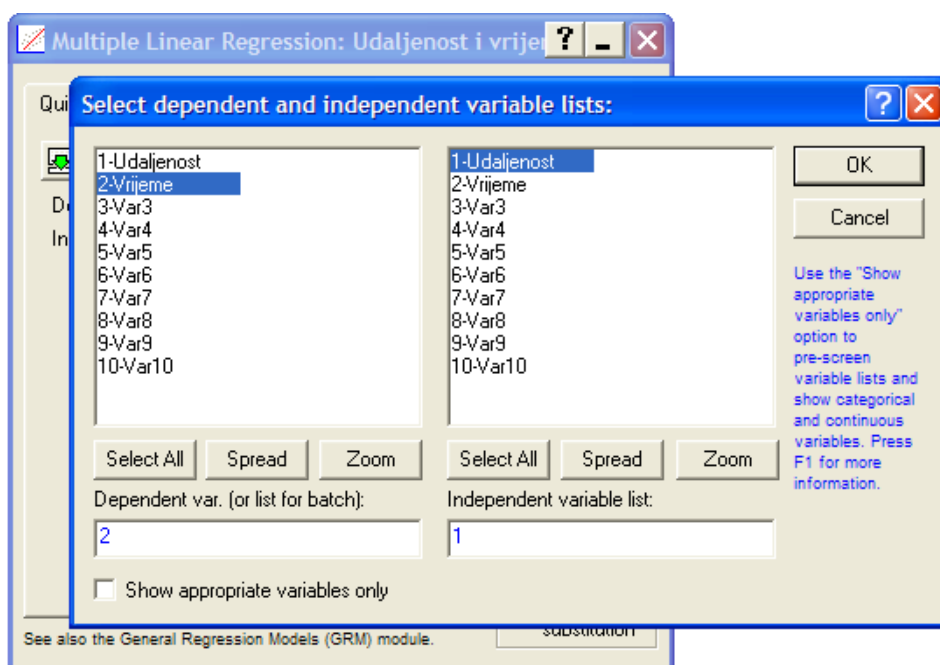 Multiple Linear Regression: Udaljenost i vrije
Qui
Select dependent and independent variable lists:
1-Udaljenost
2-Vrijeme
3-Var3
4-Var4
5-Var5
6-Var6
7-Var7
8-Var8
9-Var9
10-Var10
1-Udaljenost
2-Vrijeme
3-Var3
4-Var4
5-Var5
6-Var6
7-Var7
8-Var8
9-Var9
10-Var10
OK
Cancel
Use the "Show
appropriate
variables only"
option to
pre-screen
variable lists and
show categorical
and continuous
variables. Press
F1 for more
information.
In
Select All Spread Zoom
Select All Spread Zoom
Dependent var. (or list for batch):
2
Independent variable list:
1
Show appropriate variables only
See also the General Regression Models (GRM) module.
substitution